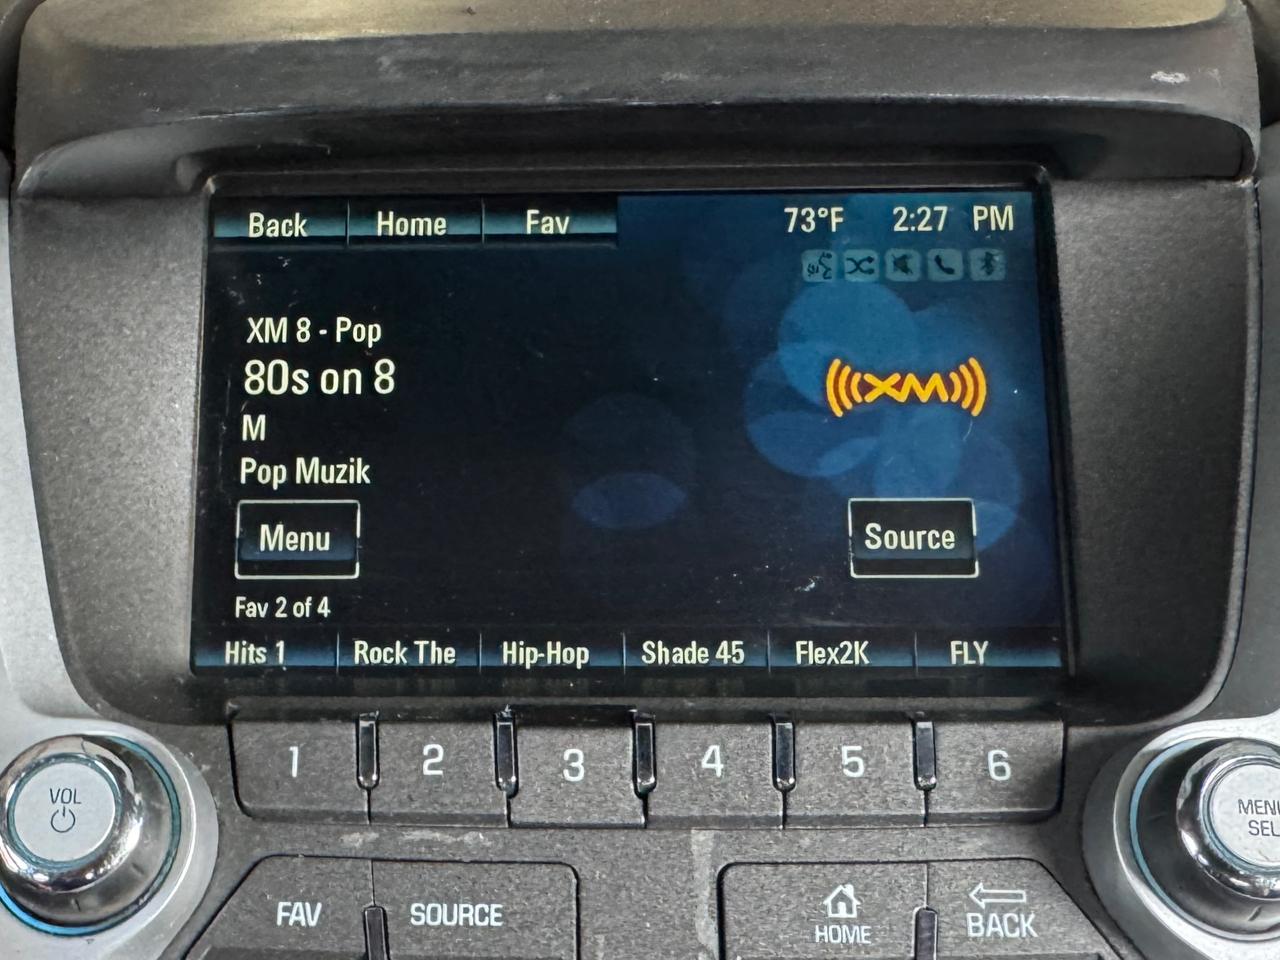 Back Home Fav 73°F 2:27 PM
XM 8 - Pop
80s on 8
XM
M
Pop Muzik
Menu Source
Fav 2 of 4
Hits 1 Rock The Hip-Hop Shade 45 Flex2K FLY
1 2 3 4 5 6
VOL
MENU
SEL
FAV SOURCE HOME BACK